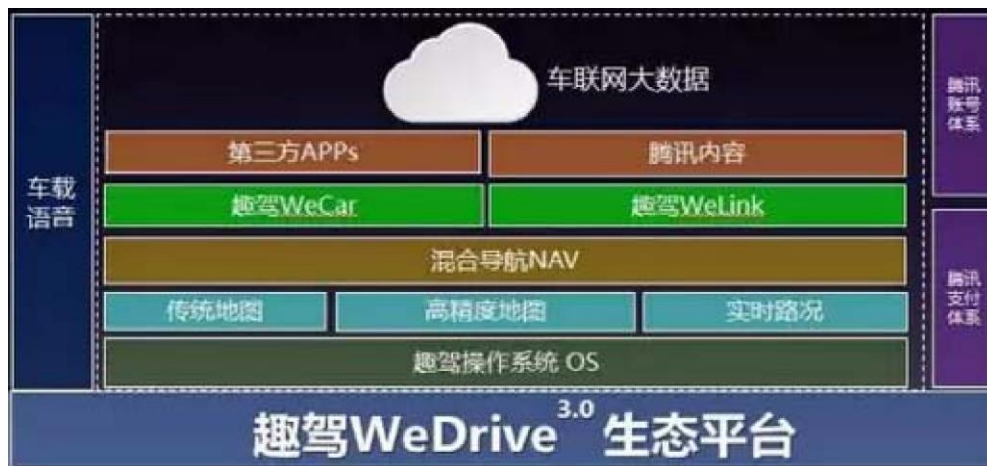 车联网大数据
第三方APPs
腾讯内容
趣驾WeCar
趣驾WeLink
混合导航NAV
传统地图
高精度地图
实时路况
趣驾操作系统 OS
车载
语音
腾讯
账号
体系
腾讯
支付
体系
趣驾WeDrive 3.0 生态平台